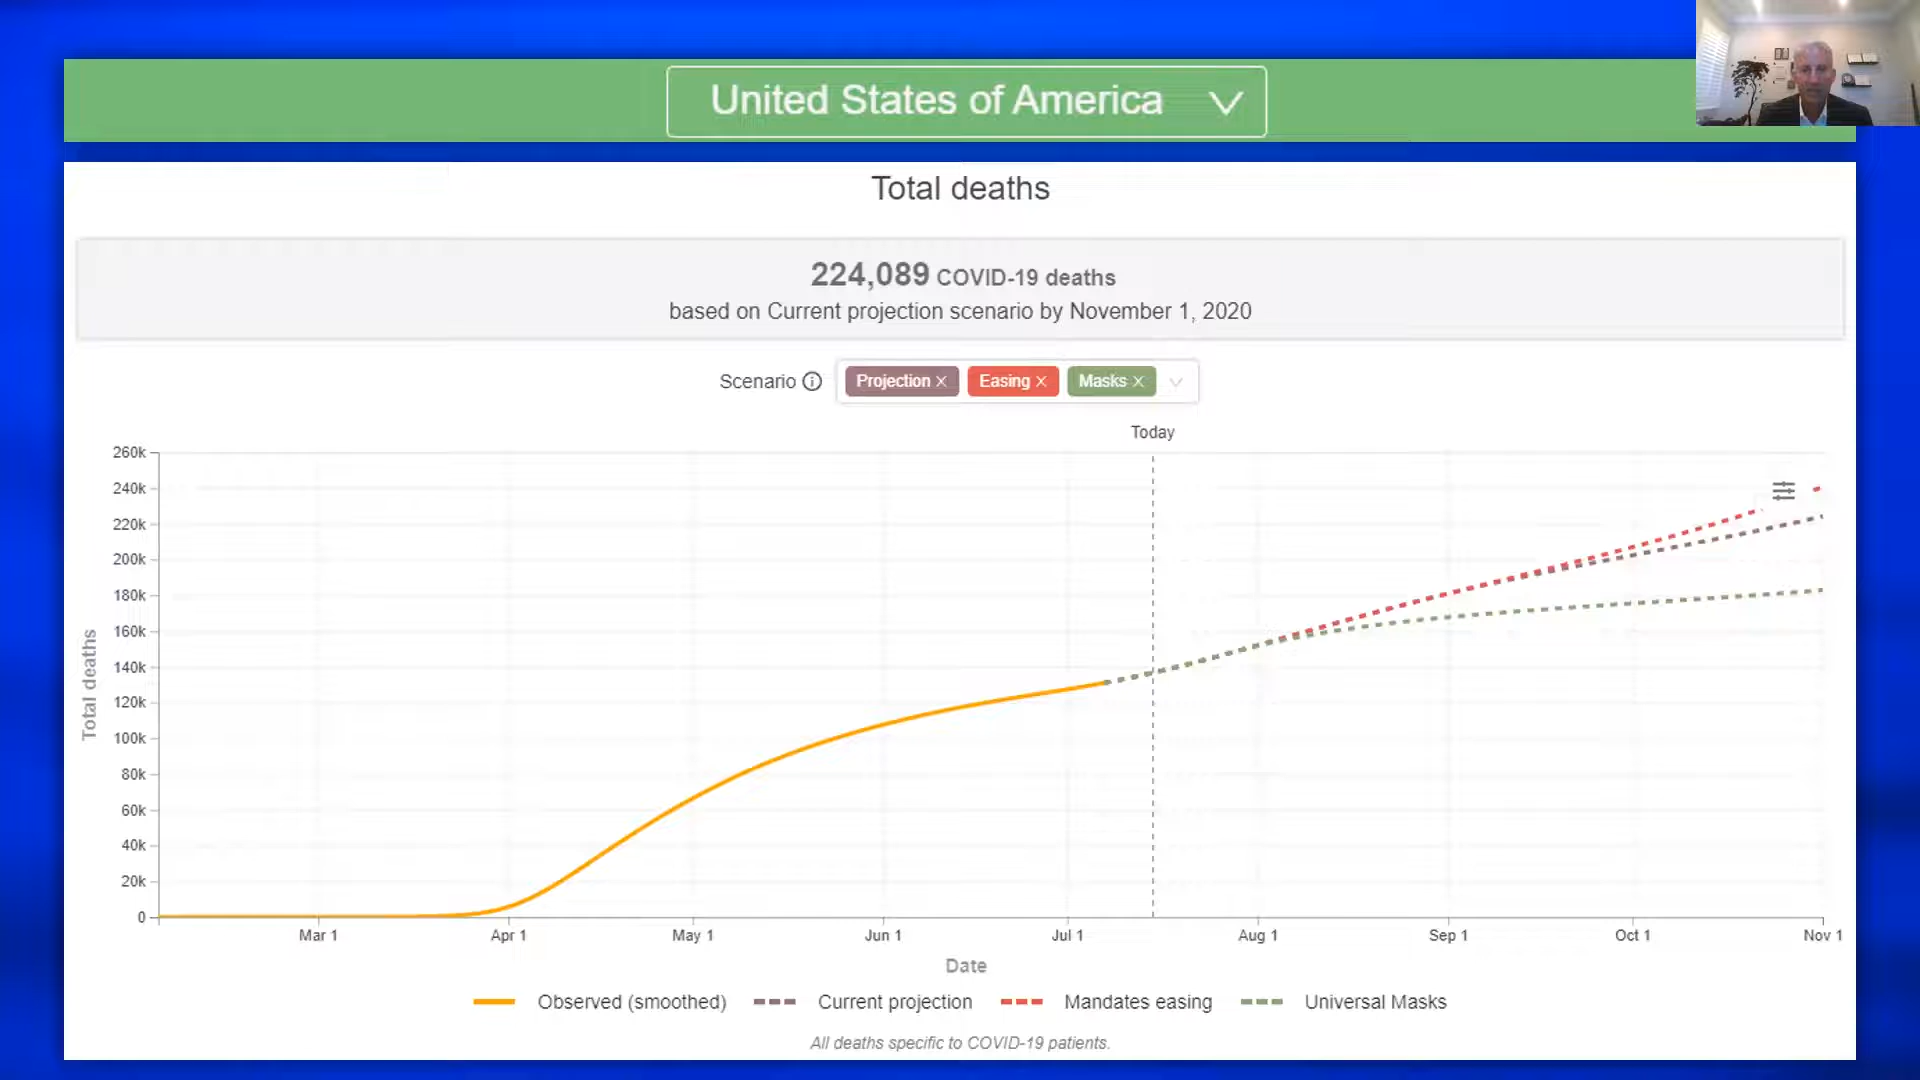 United States of America
Total deaths
224,089 COVID-19 deaths
based on Current projection scenario by November 1, 2020
Scenario Projection Easing Masks
Today
260k
240k
220k
200k
180k
160k
140k
120k
100k
80k
60k
40k
20k
0
Total deaths
Mar 1 Apr 1 May 1 Jun 1 Jul 1 Aug 1 Sep 1 Oct 1 Nov 1
Date
Observed (smoothed) Current projection Mandates easing Universal Masks
All deaths specific to COVID-19 patients.